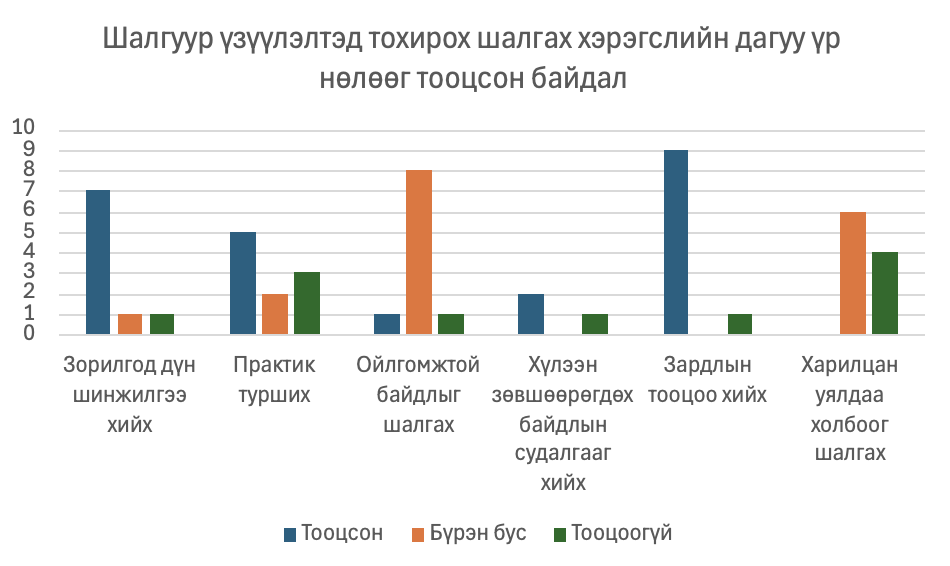 Шалгуур үзүүлэлтэд тохирох шалгах хэрэгслийн дагуу үр
нөлөөг тооцсон байдал
10
9
8
7
6
5
4
3
2
1
0
Зорилгод дүн
шинжилгээ
хийх
Практик
турших
Ойлгомжтой
байдлыг
шалгах
Хүлээн
зөвшөөрөгдөх
байдлын
судалгааг
хийх
Зардлын
тооцоо хийх
Харилцан
уялдаа
холбоог
шалгах
Тооцсон
Бүрэн бус
Тооцоогүй